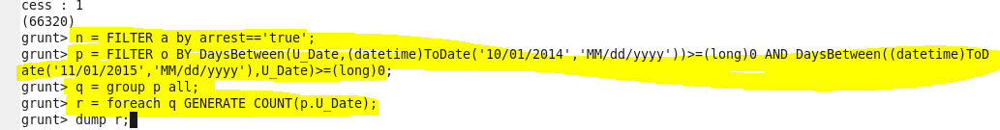 cess : 1
(66320)
grunt> n = FILTER a by arrest=='true';
grunt> p = FILTER o BY DaysBetween(U_Date,(datetime)ToDate('10/01/2014','MM/dd/yyyy'))>=(long)0 AND DaysBetween((datetime)ToD
ate('11/01/2015','MM/dd/yyyy'),U_Date)>=(long)0;
grunt> q = group p all;
grunt> r = foreach q GENERATE COUNT(p.U_Date);
grunt> dump r;